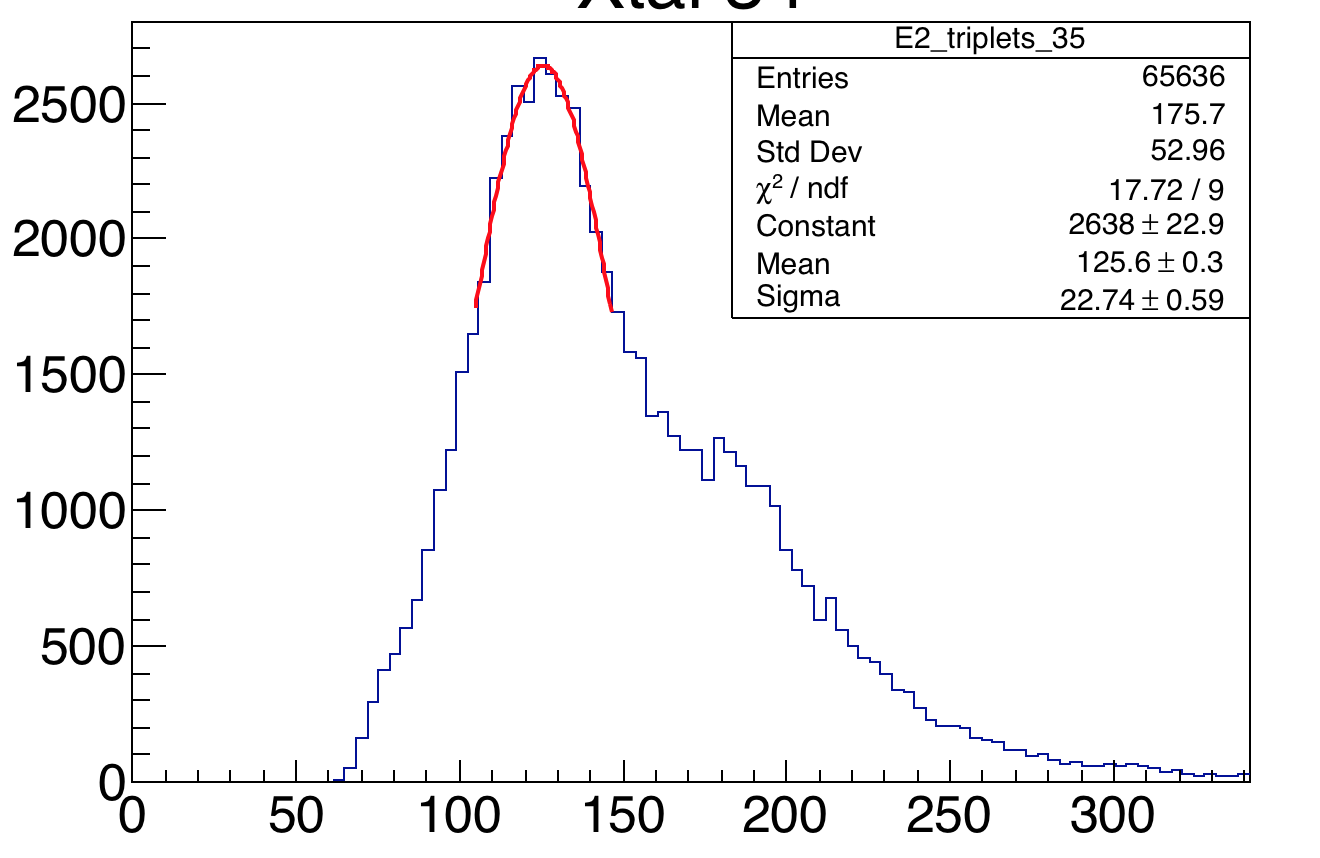 E2_triplets_35
Entries 65636
Mean 175.7
Std Dev 52.96
χ² / ndf 17.72 / 9
Constant 2638 ± 22.9
Mean 125.6 ± 0.3
Sigma 22.74 ± 0.59
2500
2000
1500
1000
500
0
0 50 100 150 200 250 300